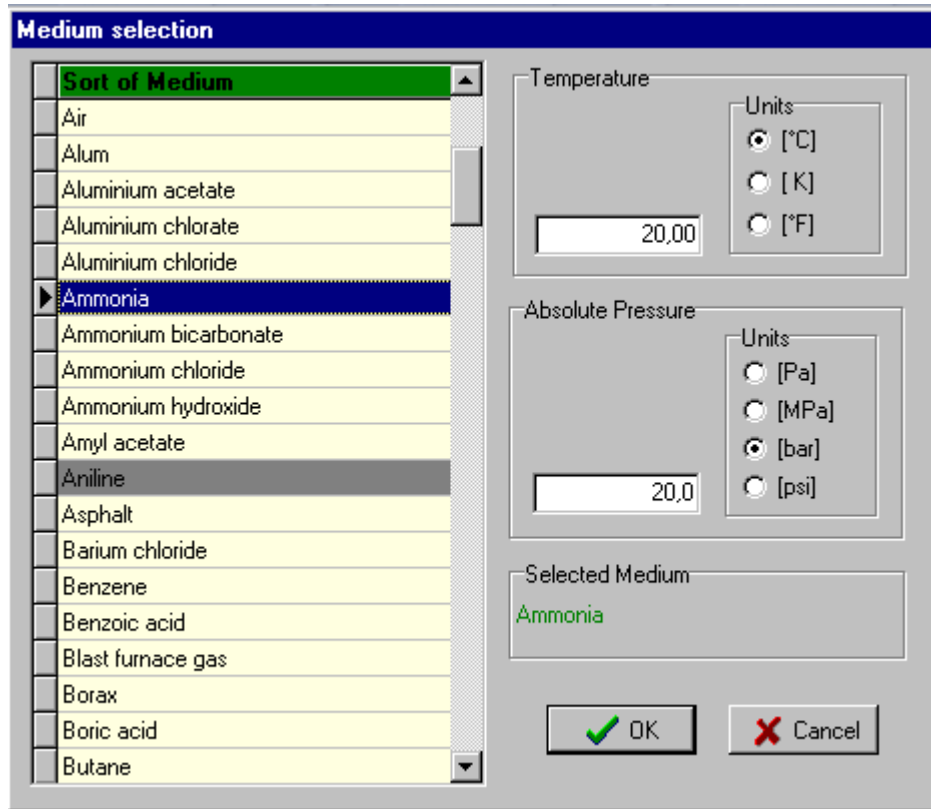 Medium selection
Sort of Medium
Air
Alum
Aluminium acetate
Aluminium chlorate
Aluminium chloride
Ammonia
Ammonium bicarbonate
Ammonium chloride
Ammonium hydroxide
Amyl acetate
Aniline
Asphalt
Barium chloride
Benzene
Benzoic acid
Blast furnace gas
Borax
Boric acid
Butane
Temperature
Units
[°C]
[ K]
[°F]
20,00
Absolute Pressure
Units
[Pa]
[MPa]
[bar]
[psi]
20,0
Selected Medium
Ammonia
OK
Cancel